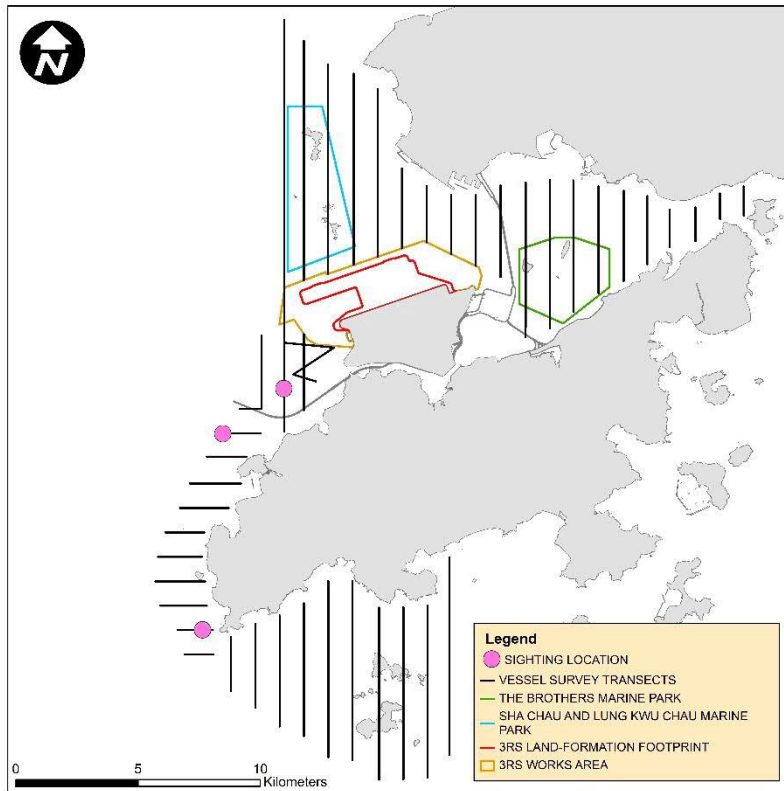 N
Legend
SIGHTING LOCATION
VESSEL SURVEY TRANSECTS
THE BROTHERS MARINE PARK
SHA CHAU AND LUNG KWU CHAU MARINE
PARK
3RS LAND-FORMATION FOOTPRINT
3RS WORKS AREA
0 5 10
Kilometers